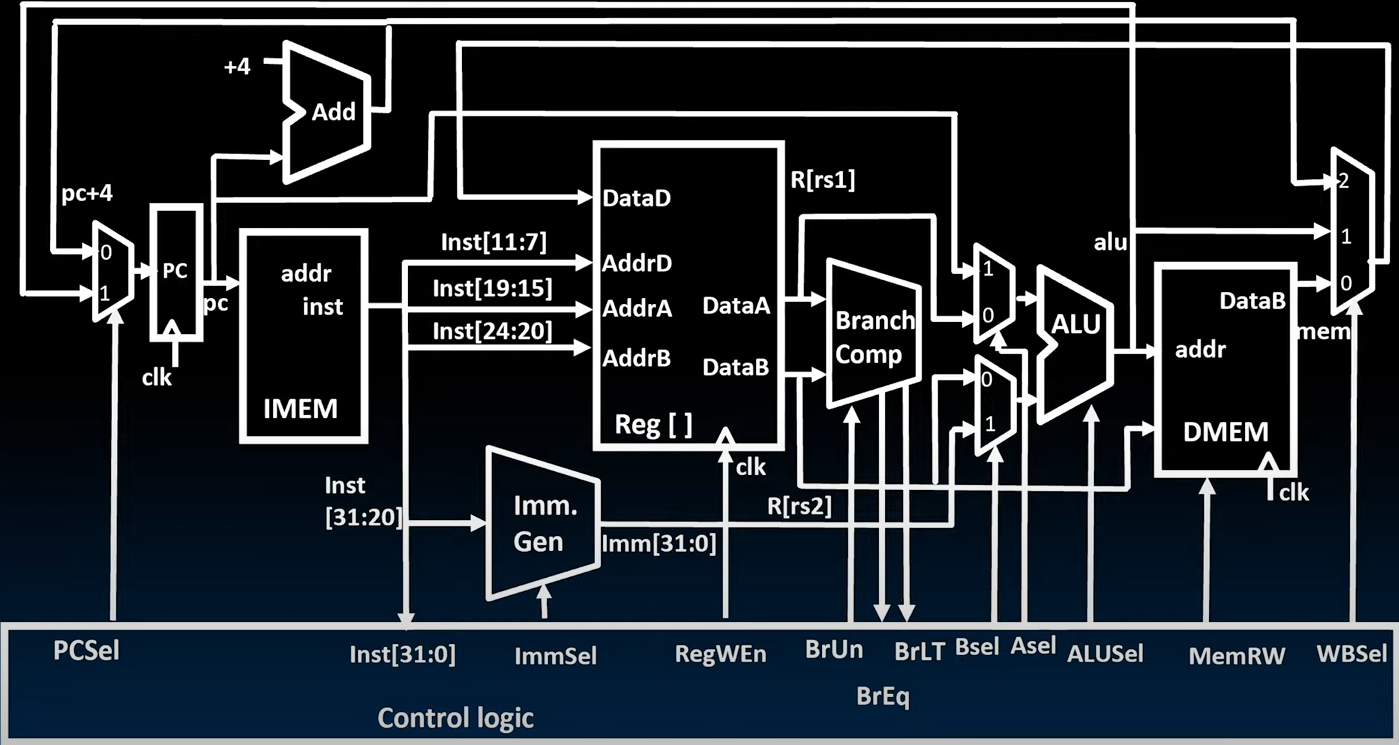 +4
Add
pc+4
0
1
PC
pc
clk
addr
inst
IMEM
Inst[11:7]
Inst[19:15]
Inst[24:20]
Inst
[31:20]
DataD
AddrD
AddrA
AddrB
DataA
DataB
Reg [ ]
clk
Imm.
Gen
Imm[31:0]
R[rs1]
R[rs2]
Branch
Comp
1
0
0
1
ALU
alu
DataB
addr
DMEM
clk
mem
2
1
0
PCSel
Inst[31:0]
ImmSel
RegWEn
BrUn
BrEq
BrLT
Bsel
Asel
ALUSel
MemRW
WBSel
Control logic